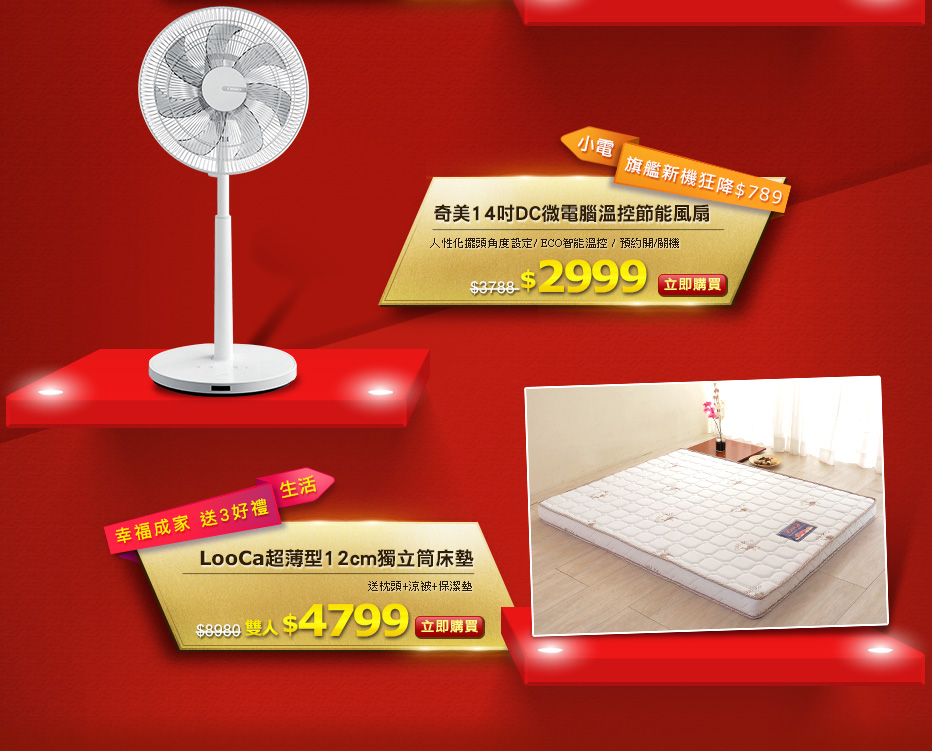 小電
旗艦新機狂降$789
奇美14吋DC微電腦溫控節能風扇
人性化擺頭角度設定/ ECO智能溫控 / 預約開/關機
$3788 $2999 立即購買
生活
幸福成家 送3好禮
LooCa超薄型12cm獨立筒床墊
送枕頭+涼被+保潔墊
$8980 雙人 $4799 立即購買